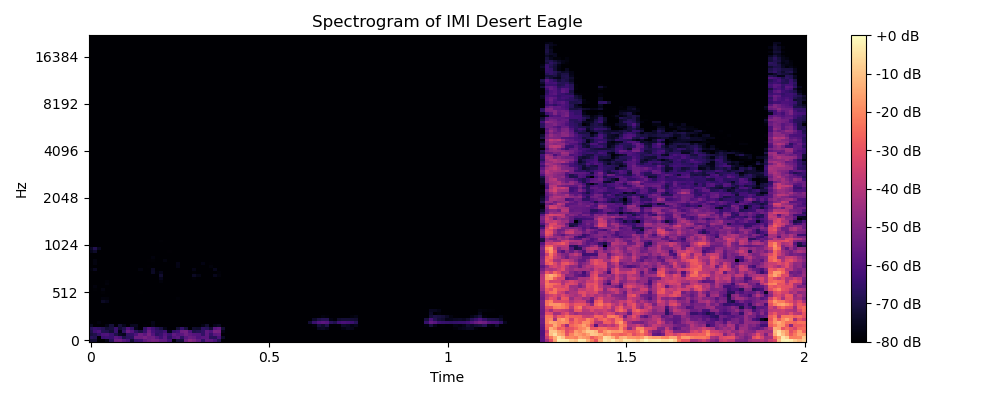 Spectrogram of IMI Desert Eagle
16384
8192
4096
2048
1024
512
0
Hz
0
0.5
1
1.5
2
Time
+0 dB
-10 dB
-20 dB
-30 dB
-40 dB
-50 dB
-60 dB
-70 dB
-80 dB